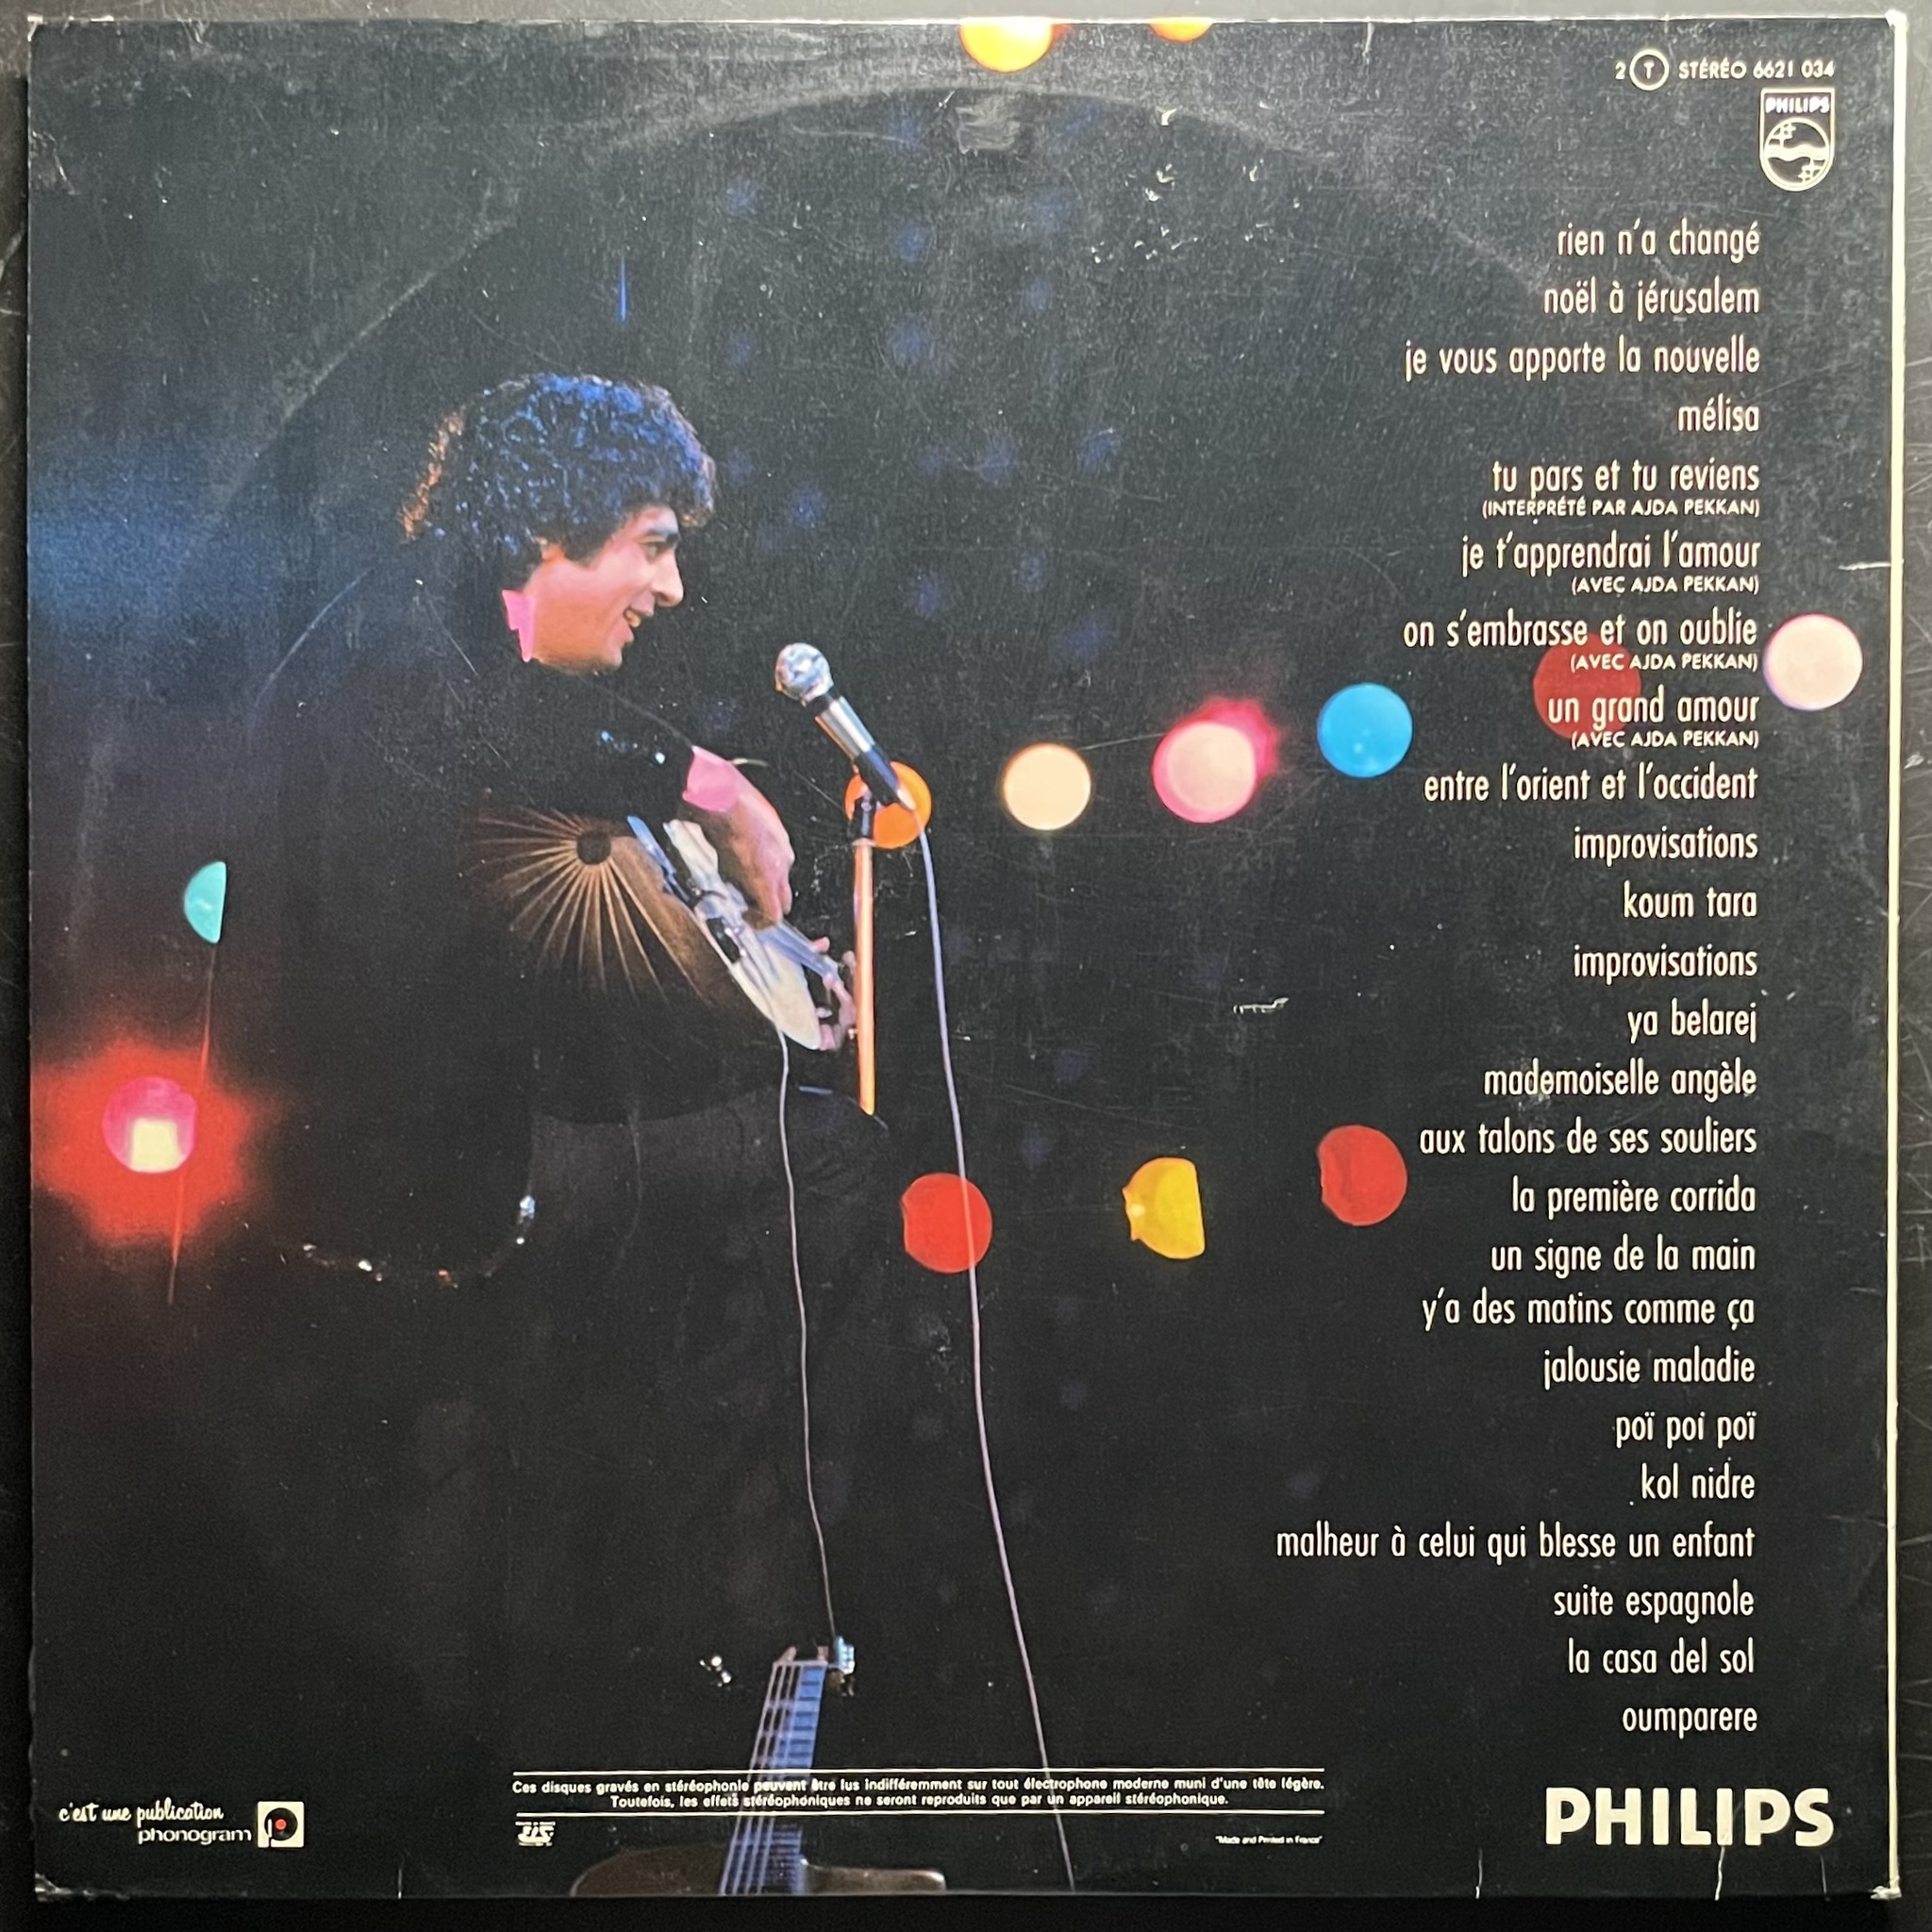 2 T STÉRÉO 6621 034
PHILIPS
rien n'a changé
noël à jérusalem
je vous apporte la nouvelle
mélisa
tu pars et tu reviens
(INTERPRÉTÉ PAR AJDA PEKKAN)
je t'apprendrai l'amour
(AVEC AJDA PEKKAN)
on s'embrasse et on oublie
(AVEC AJDA PEKKAN)
un grand amour
(AVEC AJDA PEKKAN)
entre l'orient et l'occident
improvisations
koum tara
improvisations
ya belarej
mademoiselle angèle
aux talons de ses souliers
la première corrida
un signe de la main
y'a des matins comme ça
jalousie maladie
poï poi poï
kol nidre
malheur à celui qui blesse un enfant
suite espagnole
la casa del sol
oumparere
Ces disques gravés en stéréophonie peuvent être lus indifféremment sur tout électrophone moderne muni d'une tête légère.
Toutefois, les effets stéréophoniques ne seront reproduits que par un appareil stéréophonique.
c'est une publication
phonogram
"Made and Printed in France"
PHILIPS